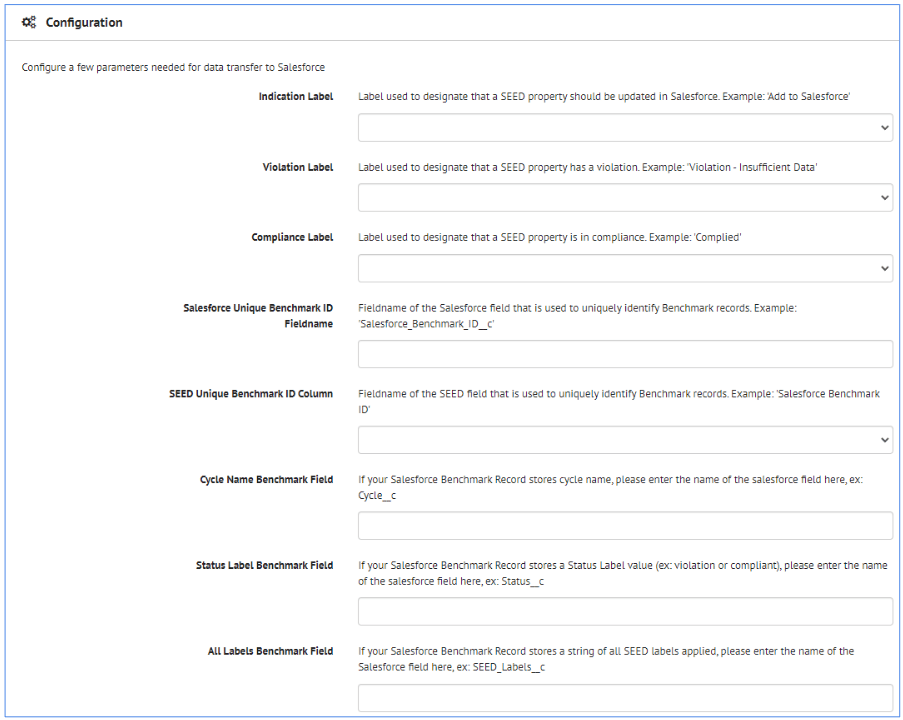 Configuration
Configure a few parameters needed for data transfer to Salesforce
Indication Label
Label used to designate that a SEED property should be updated in Salesforce. Example: 'Add to Salesforce'
Violation Label
Label used to designate that a SEED property has a violation. Example: 'Violation - Insufficient Data'
Compliance Label
Label used to designate that a SEED property is in compliance. Example: 'Complied'
Salesforce Unique Benchmark ID
Fieldname
Fieldname of the Salesforce field that is used to uniquely identify Benchmark records. Example:
'Salesforce_Benchmark_ID__c'
SEED Unique Benchmark ID Column
Fieldname of the SEED field that is used to uniquely identify Benchmark records. Example: 'Salesforce Benchmark
ID'
Cycle Name Benchmark Field
If your Salesforce Benchmark Record stores cycle name, please enter the name of the salesforce field here, ex:
Cycle__c
Status Label Benchmark Field
If your Salesforce Benchmark Record stores a Status Label value (ex: violation or compliant), please enter the name
of the salesforce field here, ex: Status__c
All Labels Benchmark Field
If your Salesforce Benchmark Record stores a string of all SEED labels applied, please enter the name of the
Salesforce field here, ex: SEED_Labels__c